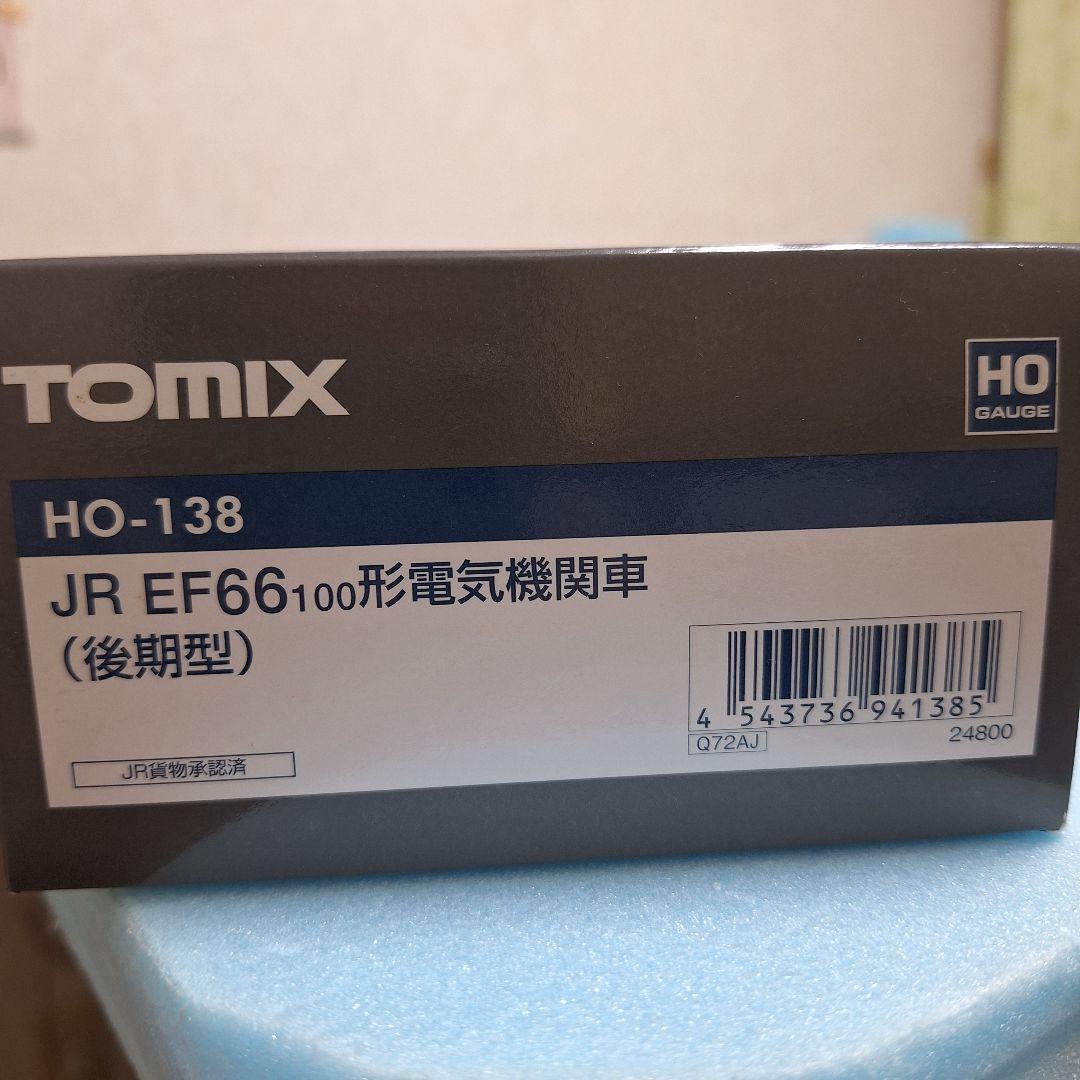 TOMIX
HO
GAUGE
HO-138
JR EF66100形電気機関車
(後期型)
4 543736 941385
Q72AJ
24800
JR貨物承認済